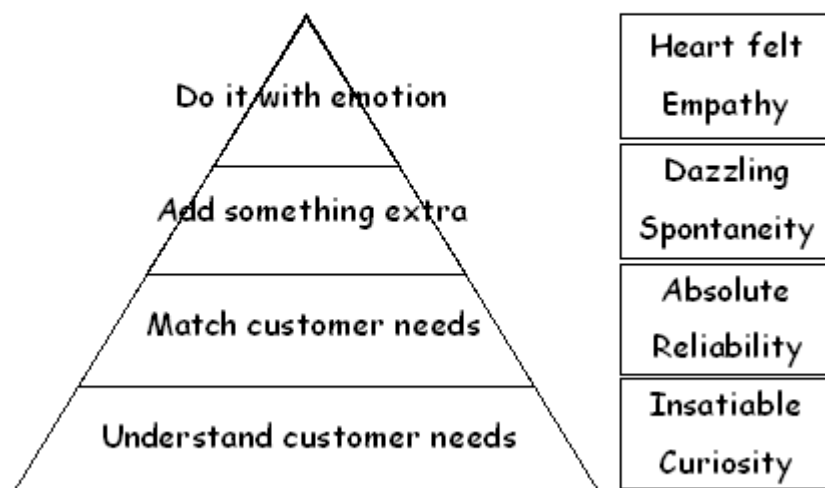 Do it with emotion
Heart felt
Empathy
Add something extra
Dazzling
Spontaneity
Match customer needs
Absolute
Reliability
Understand customer needs
Insatiable
Curiosity